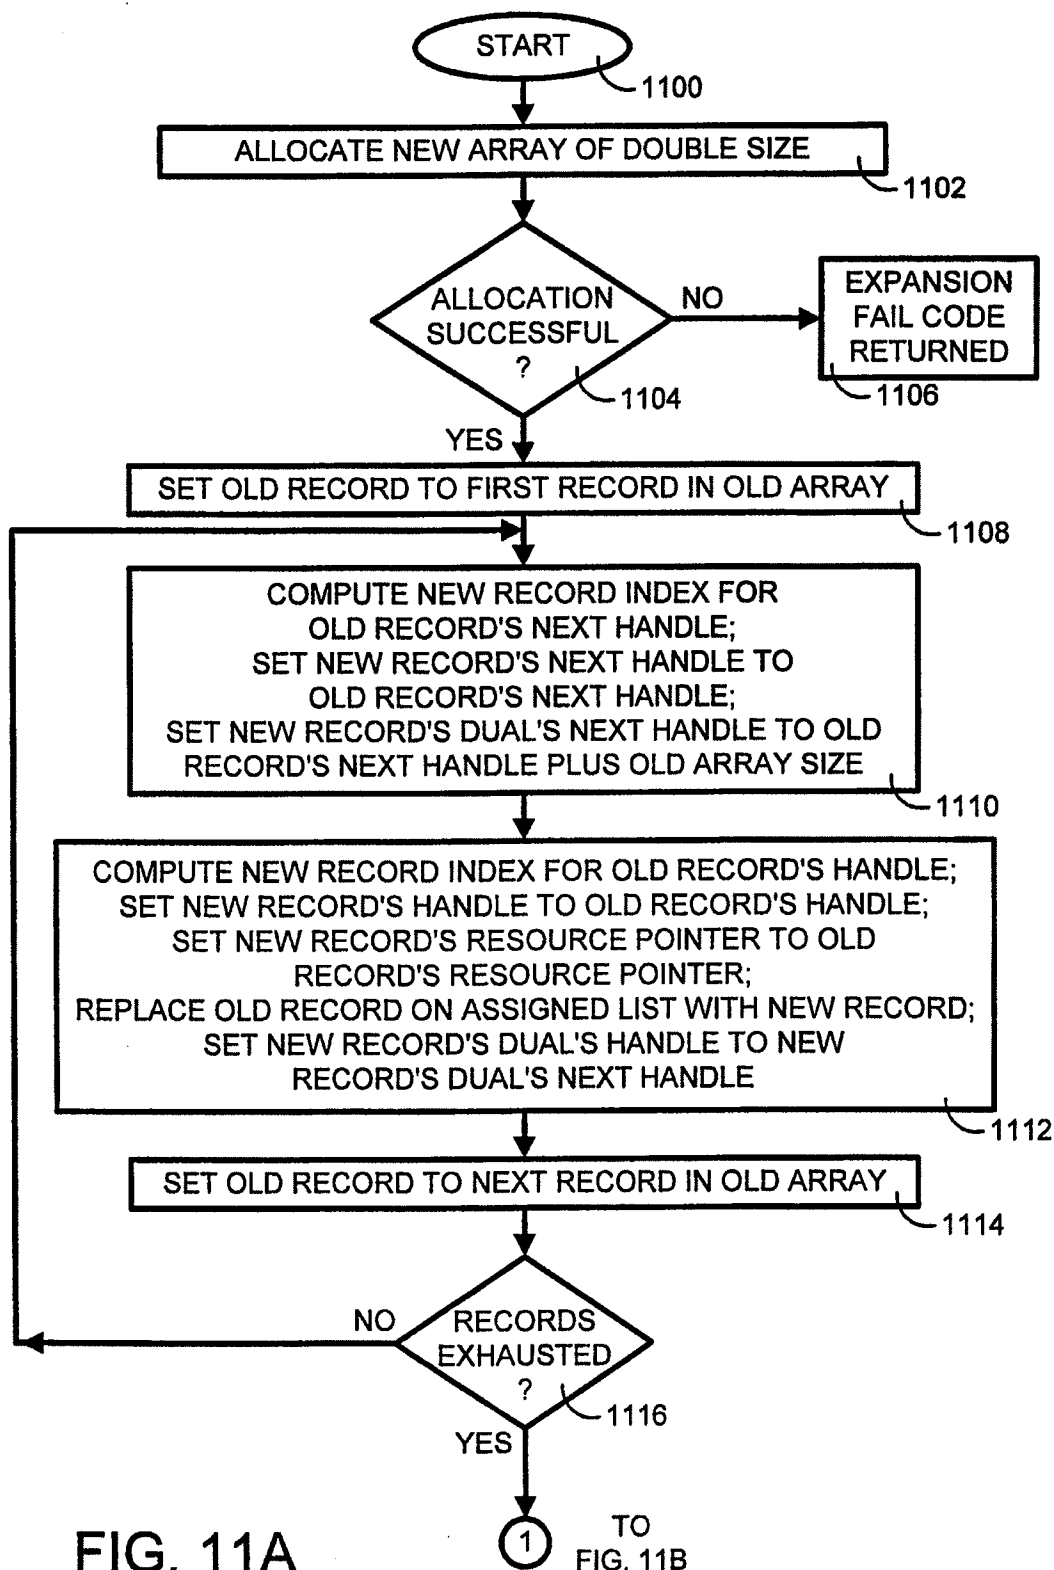 START
1100
ALLOCATE NEW ARRAY OF DOUBLE SIZE
1102
ALLOCATION
SUCCESSFUL
?
1104
NO
EXPANSION
FAIL CODE
RETURNED
1106
YES
SET OLD RECORD TO FIRST RECORD IN OLD ARRAY
1108
COMPUTE NEW RECORD INDEX FOR
OLD RECORD'S NEXT HANDLE;
SET NEW RECORD'S NEXT HANDLE TO
OLD RECORD'S NEXT HANDLE;
SET NEW RECORD'S DUAL'S NEXT HANDLE TO OLD
RECORD'S NEXT HANDLE PLUS OLD ARRAY SIZE
1110
COMPUTE NEW RECORD INDEX FOR OLD RECORD'S HANDLE;
SET NEW RECORD'S HANDLE TO OLD RECORD'S HANDLE;
SET NEW RECORD'S RESOURCE POINTER TO OLD
RECORD'S RESOURCE POINTER;
REPLACE OLD RECORD ON ASSIGNED LIST WITH NEW RECORD;
SET NEW RECORD'S DUAL'S HANDLE TO NEW
RECORD'S DUAL'S NEXT HANDLE
1112
SET OLD RECORD TO NEXT RECORD IN OLD ARRAY
1114
NO
RECORDS
EXHAUSTED
?
1116
YES
1
TO
FIG. 11B
FIG. 11A